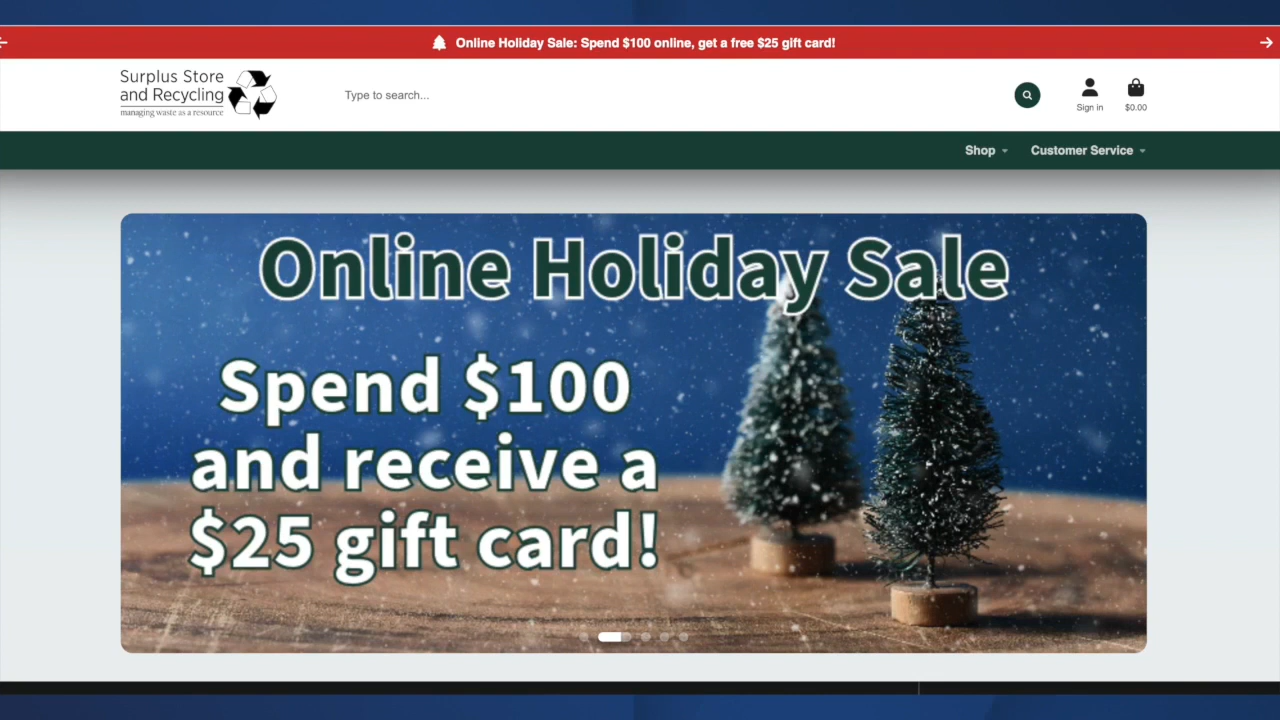 Online Holiday Sale: Spend $100 online, get a free $25 gift card!
Surplus Store
and Recycling
managing waste as a resource
Type to search...
Sign in
$0.00
Shop
Customer Service
Online Holiday Sale
Spend $100
and receive a
$25 gift card!